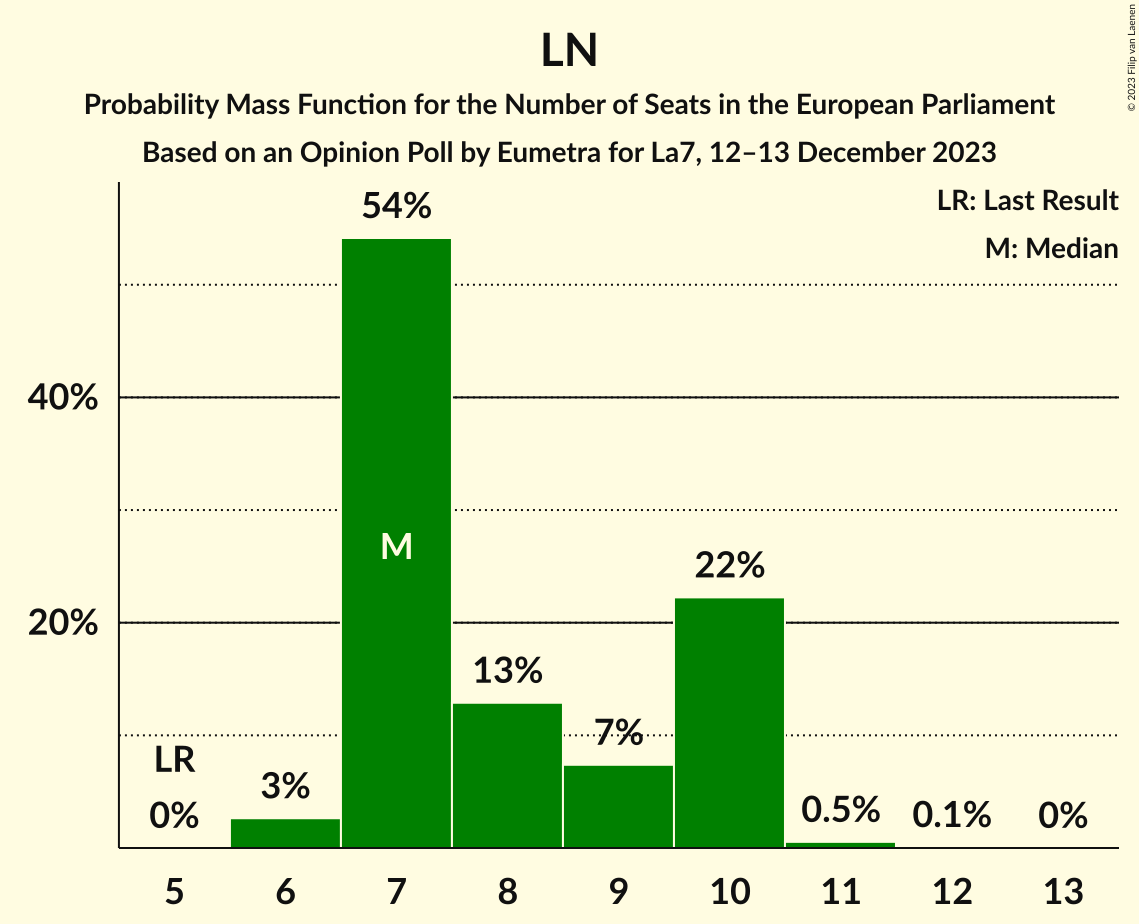 LN
Probability Mass Function for the Number of Seats in the European Parliament
Based on an Opinion Poll by Eumetra for La7, 12–13 December 2023
© 2023 Filip van Laenen
LR: Last Result
M: Median
54%
40%
M
22%
20%
13%
7%
LR
3%
0%
0.5%
0.1%
0%
5 6 7 8 9 10 11 12 13